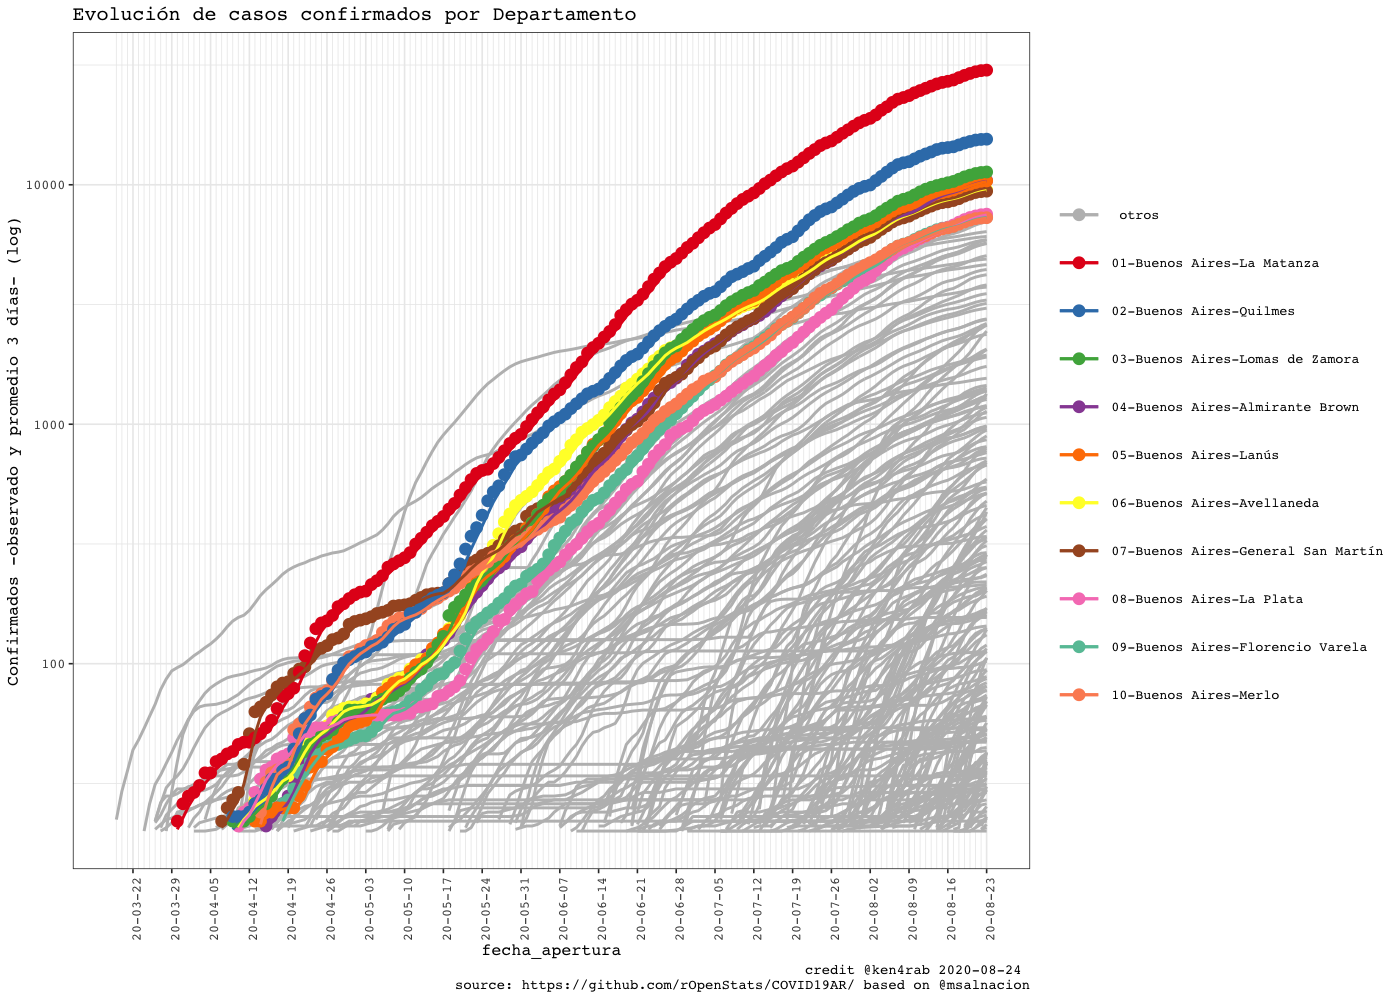 Evolución de casos confirmados por Departamento
Confirmados -observado y promedio 3 días- (log)
10000
1000
100
20-03-22
20-03-29
20-04-05
20-04-12
20-04-19
20-04-26
20-05-03
20-05-10
20-05-17
20-05-24
20-05-31
20-06-07
20-06-14
20-06-21
20-06-28
20-07-05
20-07-12
20-07-19
20-07-26
20-08-02
20-08-09
20-08-16
20-08-23
fecha_apertura
otros
01-Buenos Aires-La Matanza
02-Buenos Aires-Quilmes
03-Buenos Aires-Lomas de Zamora
04-Buenos Aires-Almirante Brown
05-Buenos Aires-Lanús
06-Buenos Aires-Avellaneda
07-Buenos Aires-General San Martín
08-Buenos Aires-La Plata
09-Buenos Aires-Florencio Varela
10-Buenos Aires-Merlo
credit @ken4rab 2020-08-24
source: https://github.com/rOpenStats/COVID19AR/ based on @msalnacion